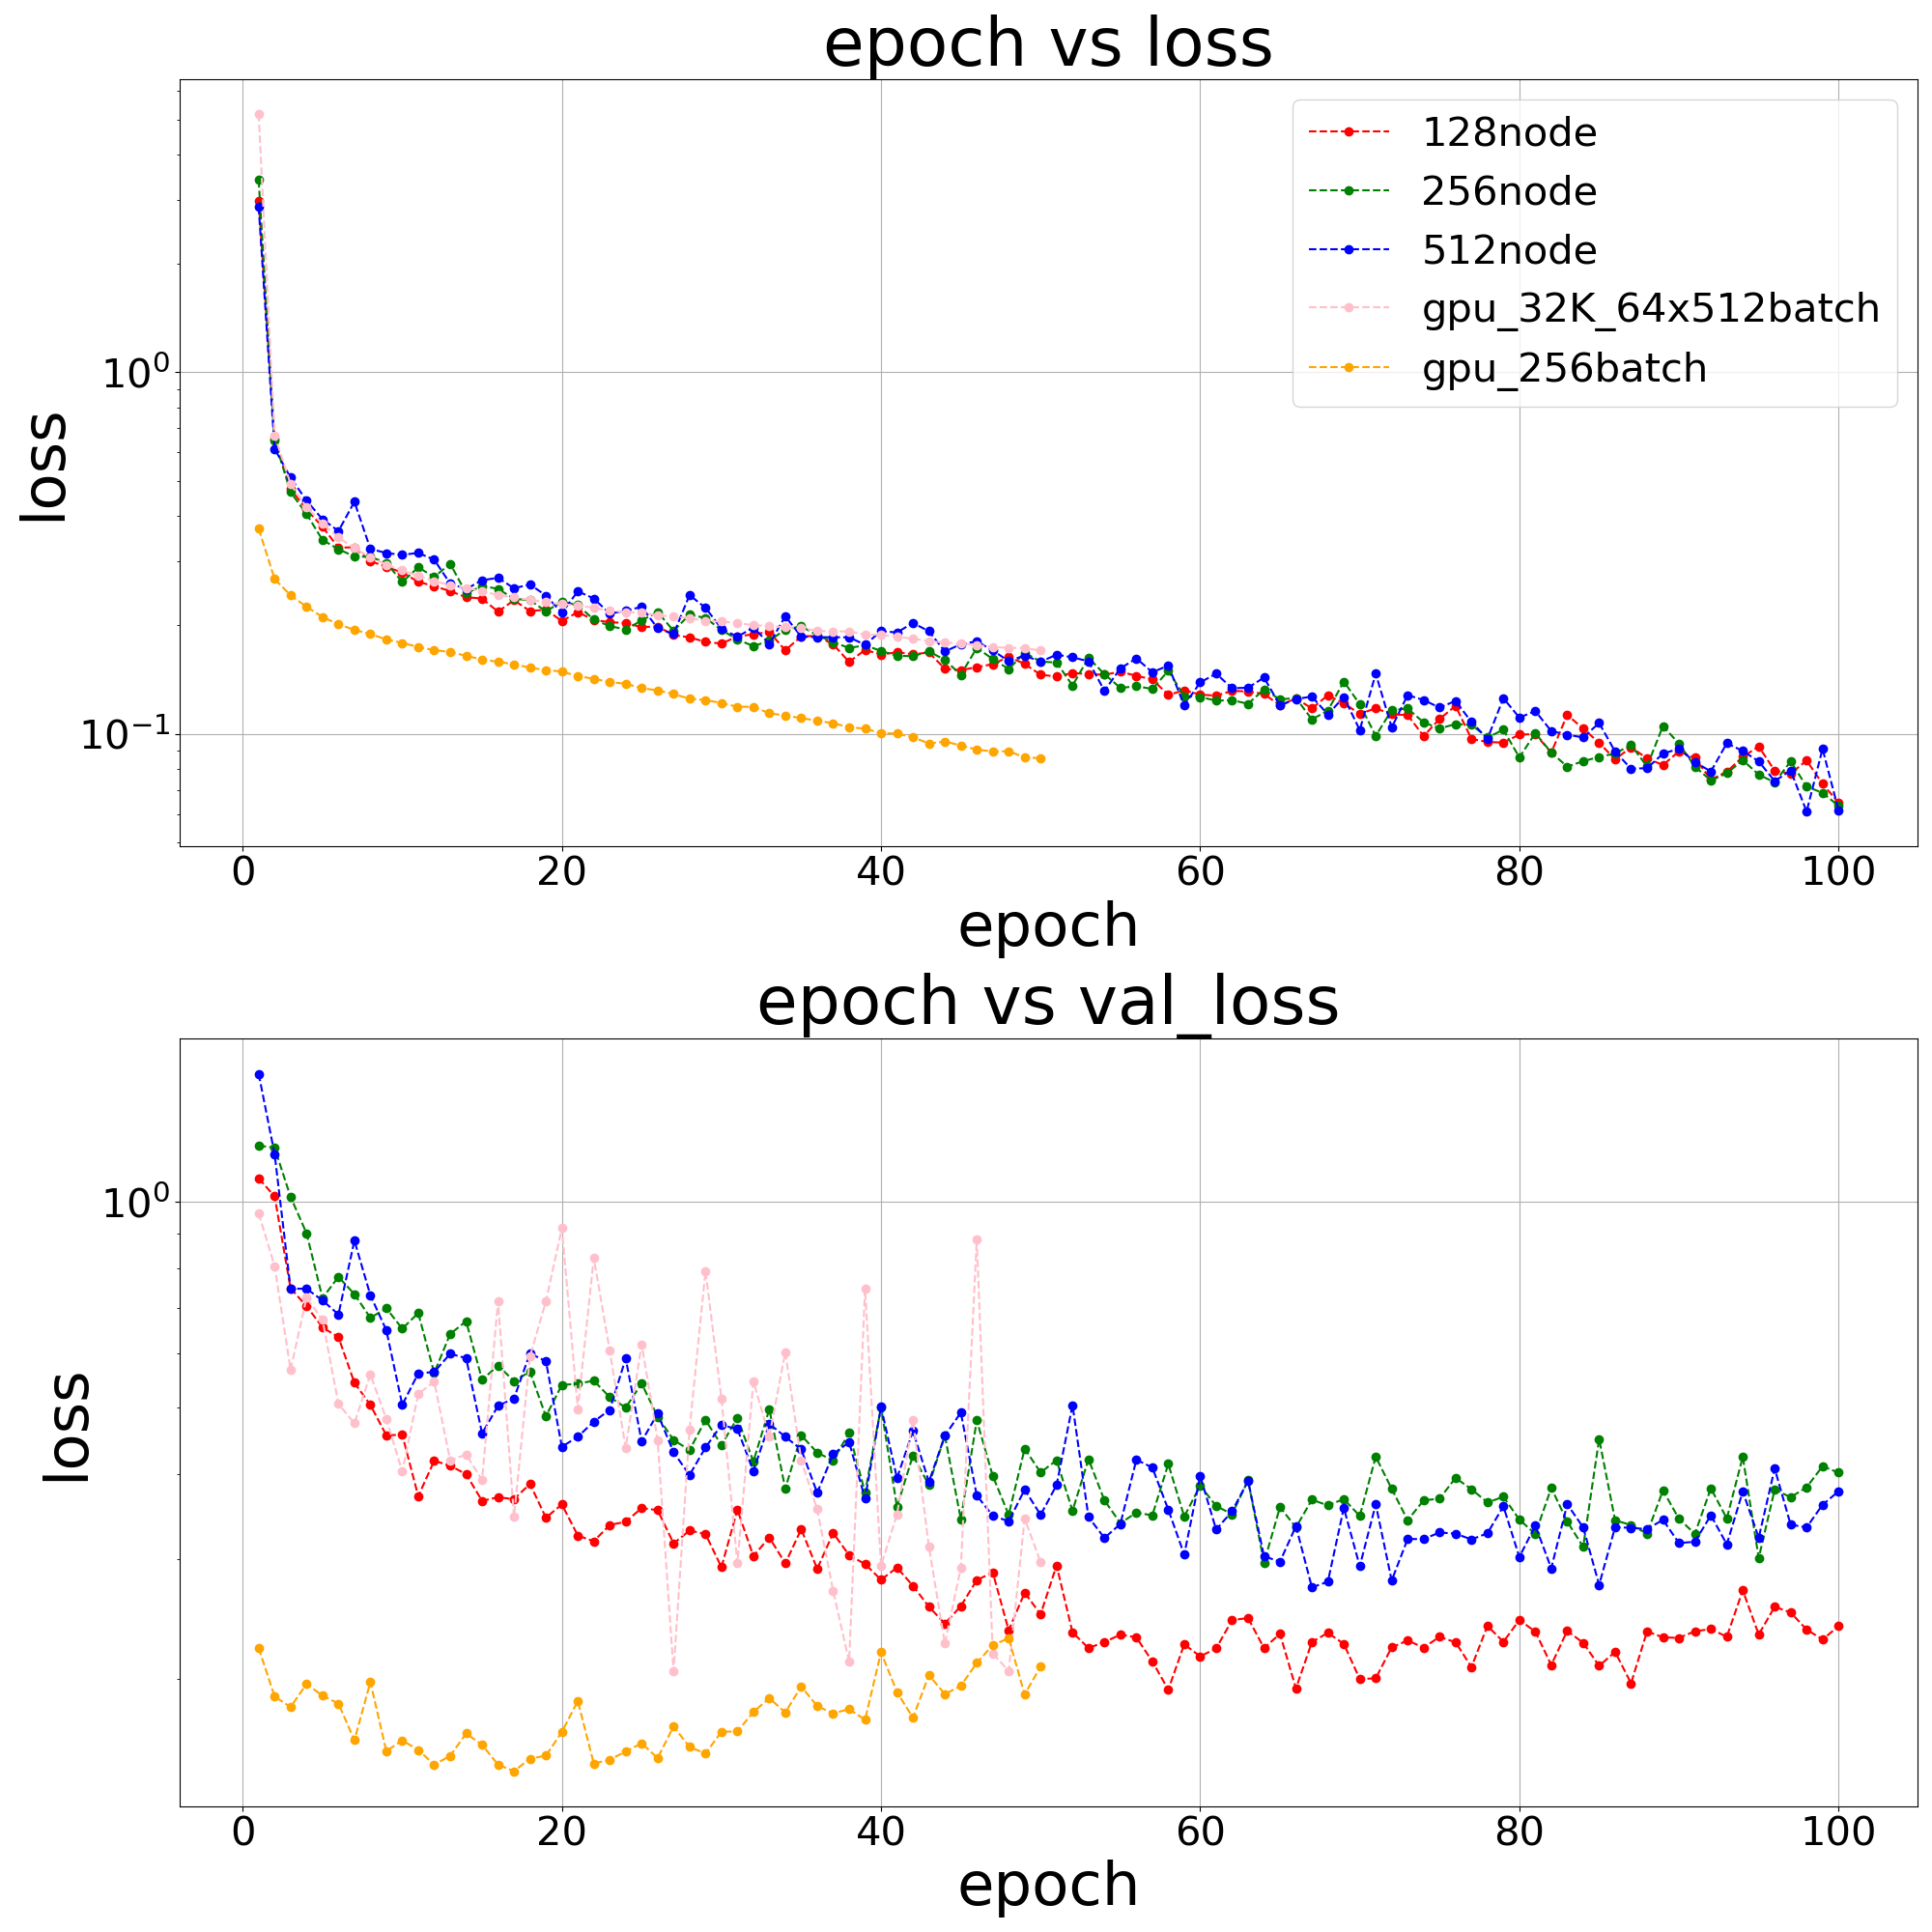 epoch vs loss
128node
256node
512node
gpu_32K_64x512batch
gpu_256batch
10⁰
10⁻¹
loss
0 20 40 60 80 100
epoch
epoch vs val_loss
10⁰
loss
0 20 40 60 80 100
epoch